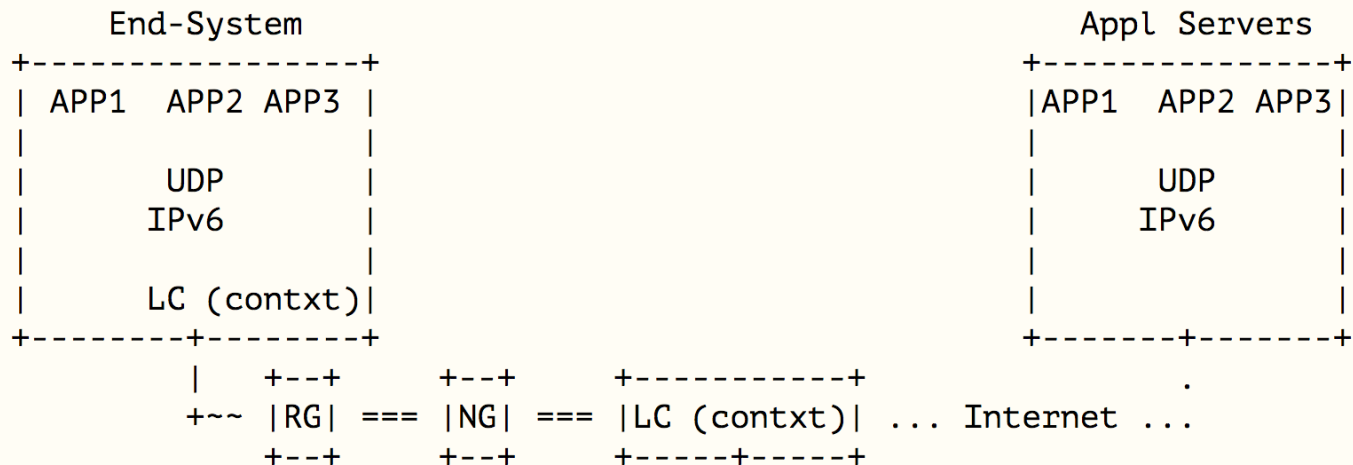 End-System                                        Appl Servers
+-----------------+                                  +---------------+
| APP1  APP2 APP3 |                                  |APP1  APP2 APP3|
|                 |                                  |               |
|       UDP       |                                  |      UDP      |
|      IPv6       |                                  |     IPv6      |
|                 |                                  |               |
|      LC (contxt)|                                  |               |
+--------+--------+                                  +-------+-------+
         |   +--+     +--+     +-----------+                 .
         +~~ |RG| === |NG| === |LC (contxt)| ... Internet ...
             +--+     +--+     +-----+-----+